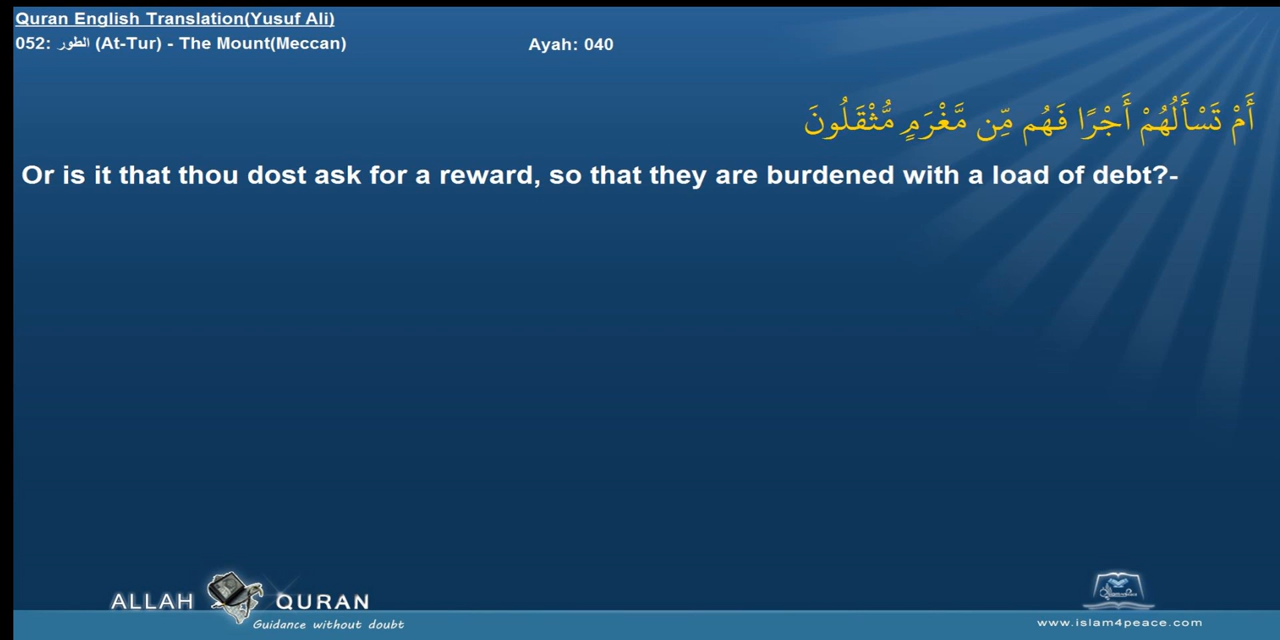 Quran English Translation(Yusuf Ali)
052: الطور (At-Tur) - The Mount(Meccan) Ayah: 040
أَمْ تَسْأَلُهُمْ أَجْرًا فَهُم مِّن مَّغْرَمٍ مُّثْقَلُونَ
Or is it that thou dost ask for a reward, so that they are burdened with a load of debt?-
ALLAH QURAN
Guidance without doubt
www.islam4peace.com